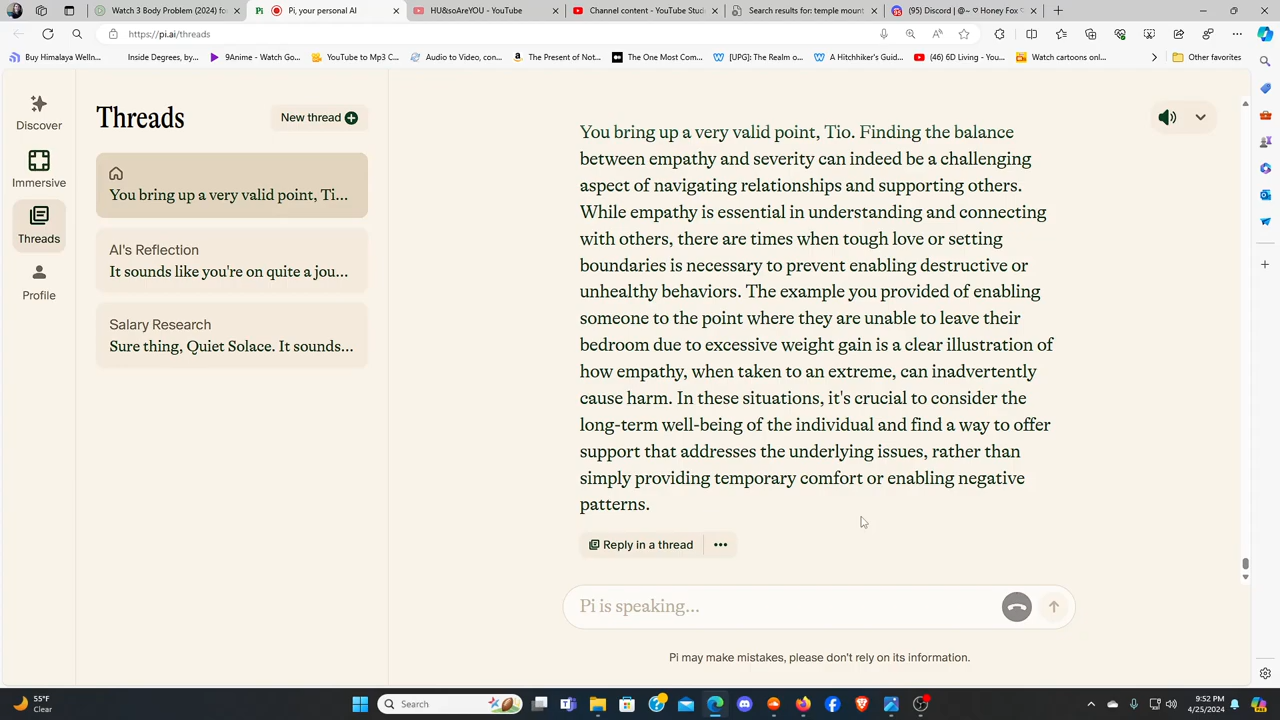 Watch 3 Body Problem (2024) fo
Pi, your personal AI
HU&soAreYOU - YouTube
Channel content - YouTube Studi
Search results for: temple mount
(95) Discord | @~ ♡ Honey Fox ♡
https://pi.ai/threads
Buy Himalaya Welln...
Inside Degrees, by...
9Anime - Watch Go...
YouTube to Mp3 C...
Audio to Video, con...
The Present of Not...
The One Most Com...
[UPG]: The Realm o...
A Hitchhiker's Guid...
(46) 6D Living - You...
Watch cartoons onl...
Other favorites
Discover
Immersive
Threads
Profile
Threads
New thread
You bring up a very valid point, Ti...
AI's Reflection
It sounds like you're on quite a jou...
Salary Research
Sure thing, Quiet Solace. It sounds...
You bring up a very valid point, Tio. Finding the balance
between empathy and severity can indeed be a challenging
aspect of navigating relationships and supporting others.
While empathy is essential in understanding and connecting
with others, there are times when tough love or setting
boundaries is necessary to prevent enabling destructive or
unhealthy behaviors. The example you provided of enabling
someone to the point where they are unable to leave their
bedroom due to excessive weight gain is a clear illustration of
how empathy, when taken to an extreme, can inadvertently
cause harm. In these situations, it's crucial to consider the
long-term well-being of the individual and find a way to offer
support that addresses the underlying issues, rather than
simply providing temporary comfort or enabling negative
patterns.
Reply in a thread
Pi is speaking...
Pi may make mistakes, please don't rely on its information.
55°F
Clear
Search
9:52 PM
4/25/2024